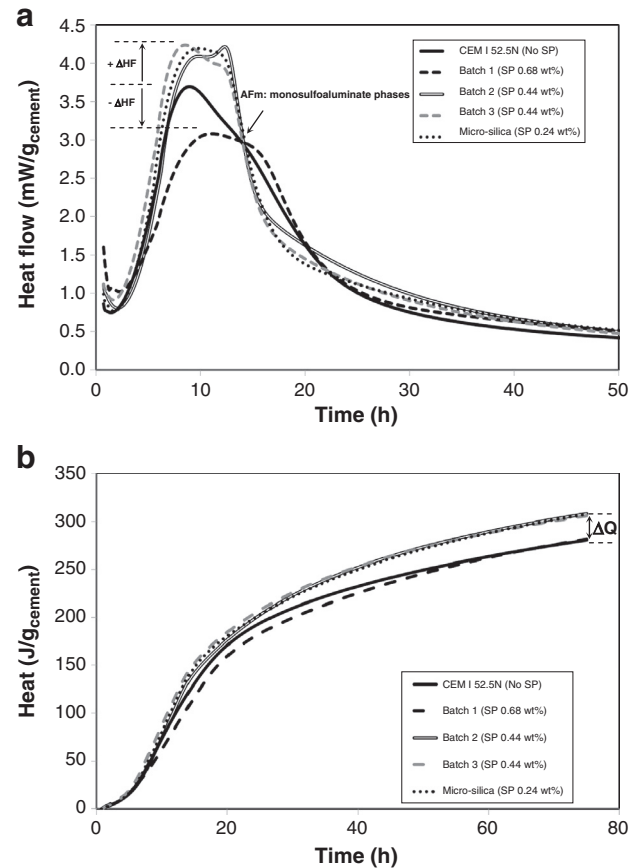 a
Heat flow (mW/gcement)
4.5
4.0
3.5
3.0
2.5
2.0
1.5
1.0
0.5
0.0
+ ΔHF
- ΔHF
AFm: monosulfoaluminate phases
CEM I 52.5N (No SP)
Batch 1 (SP 0.68 wt%)
Batch 2 (SP 0.44 wt%)
Batch 3 (SP 0.44 wt%)
Micro-silica (SP 0.24 wt%)
0 10 20 30 40 50
Time (h)
b
Heat (J/gcement)
350
300
250
200
150
100
50
0
ΔQ
CEM I 52.5N (No SP)
Batch 1 (SP 0.68 wt%)
Batch 2 (SP 0.44 wt%)
Batch 3 (SP 0.44 wt%)
Micro-silica (SP 0.24 wt%)
0 20 40 60 80
Time (h)